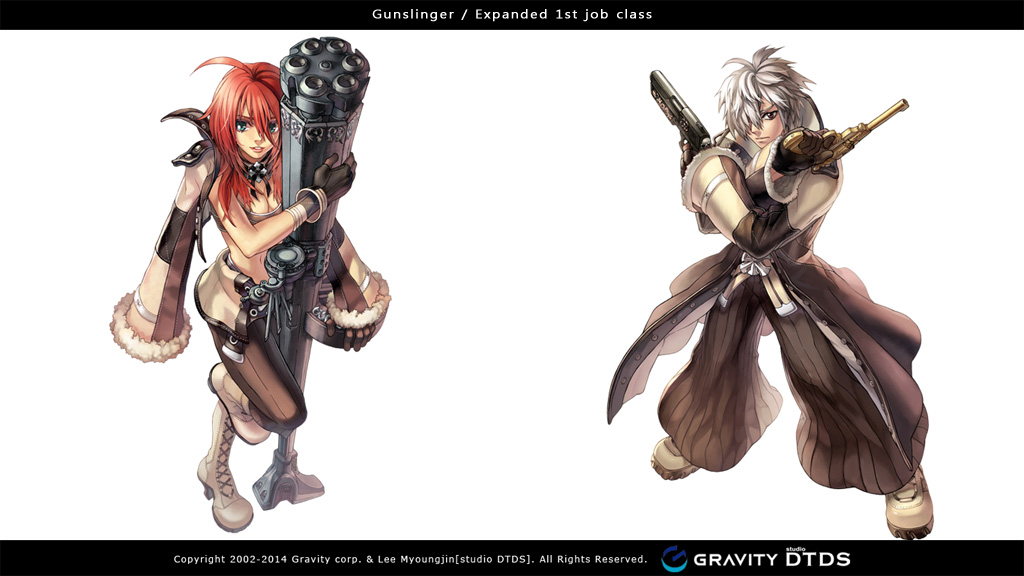 Gunslinger / Expanded 1st job class
Copyright 2002-2014 Gravity corp. & Lee Myoungjin[studio DTDS]. All Rights Reserved.
GRAVITY studio DTDS